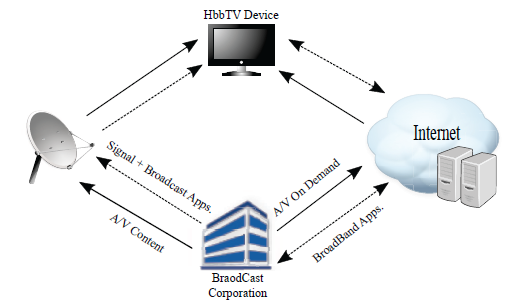 HbbTV Device
Internet
Signal + Broadcast Apps.
A/V On Demand
A/V Content
BroadBand Apps.
BraodCast
Corporation